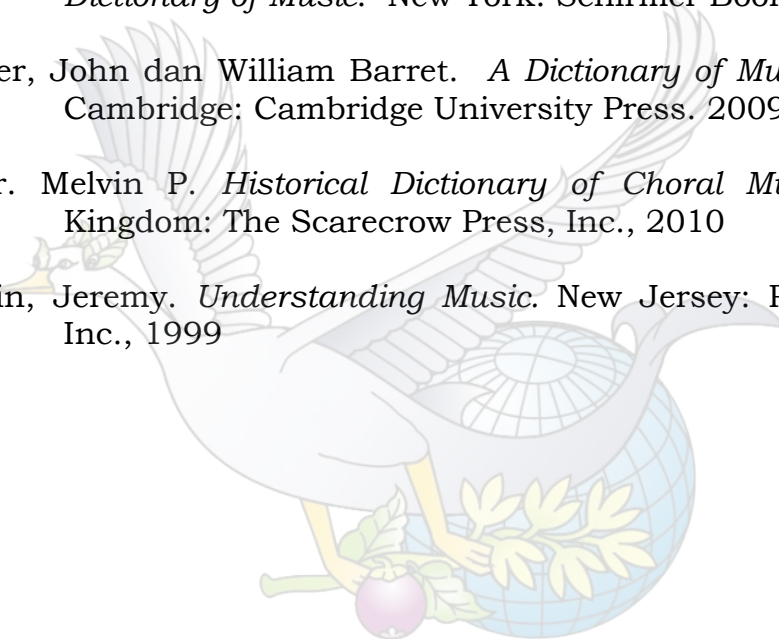 Dictionary of Music. New York: Schirmer Boo
er, John dan William Barret. A Dictionary of Mu
Cambridge: Cambridge University Press. 2009
r. Melvin P. Historical Dictionary of Choral Mu
Kingdom: The Scarecrow Press, Inc., 2010
in, Jeremy. Understanding Music. New Jersey: P
Inc., 1999